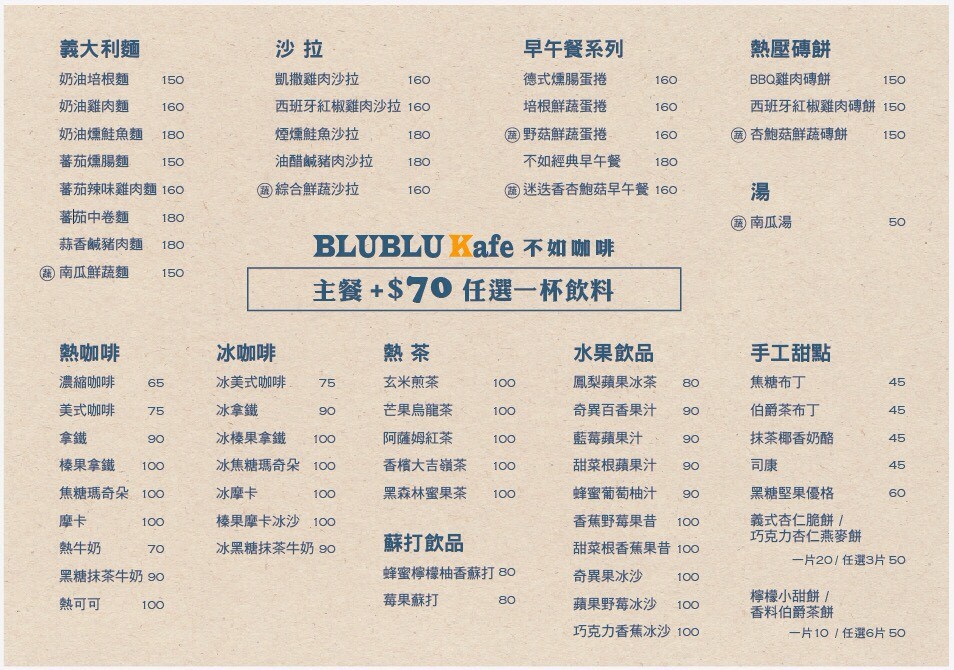 義大利麵
奶油培根麵 150
奶油雞肉麵 160
奶油燻鮭魚麵 180
蕃茄燻腸麵 150
蕃茄辣味雞肉麵 160
蕃茄中卷麵 180
蒜香鹹豬肉麵 180
蔬 南瓜鮮蔬麵 150
沙拉
凱撒雞肉沙拉 160
西班牙紅椒雞肉沙拉 160
煙燻鮭魚沙拉 180
油醋鹹豬肉沙拉 180
蔬 綜合鮮蔬沙拉 160
早午餐系列
德式燻腸蛋捲 160
培根鮮蔬蛋捲 160
蔬 野菇鮮蔬蛋捲 160
不如經典早午餐 180
蔬 迷迭香杏鮑菇早午餐 160
熱壓磚餅
BBQ雞肉磚餅 150
西班牙紅椒雞肉磚餅 150
蔬 杏鮑菇鮮蔬磚餅 150
湯
蔬 南瓜湯 50
BLUBLU Kafe 不如咖啡
主餐 +$70 任選一杯飲料
熱咖啡
濃縮咖啡 65
美式咖啡 75
拿鐵 90
榛果拿鐵 100
焦糖瑪奇朵 100
摩卡 100
熱牛奶 70
黑糖抹茶牛奶 90
熱可可 100
冰咖啡
冰美式咖啡 75
冰拿鐵 90
冰榛果拿鐵 100
冰焦糖瑪奇朵 100
冰摩卡 100
榛果摩卡冰沙 100
冰黑糖抹茶牛奶 90
熱茶
玄米煎茶 100
芒果烏龍茶 100
阿薩姆紅茶 100
香檳大吉嶺茶 100
黑森林蜜果茶 100
蘇打飲品
蜂蜜檸檬柚香蘇打 80
莓果蘇打 80
水果飲品
鳳梨蘋果冰茶 80
奇異百香果汁 90
藍莓蘋果汁 90
甜菜根蘋果汁 90
蜂蜜葡萄柚汁 90
香蕉野莓果昔 100
甜菜根香蕉果昔 100
奇異果冰沙 100
蘋果野莓冰沙 100
巧克力香蕉冰沙 100
手工甜點
焦糖布丁 45
伯爵茶布丁 45
抹茶椰香奶酪 45
司康 45
黑糖堅果優格 60
義式杏仁脆餅 /
巧克力杏仁燕麥餅
一片20 / 任選3片 50
檸檬小甜餅 /
香料伯爵茶餅
一片10 / 任選6片 50